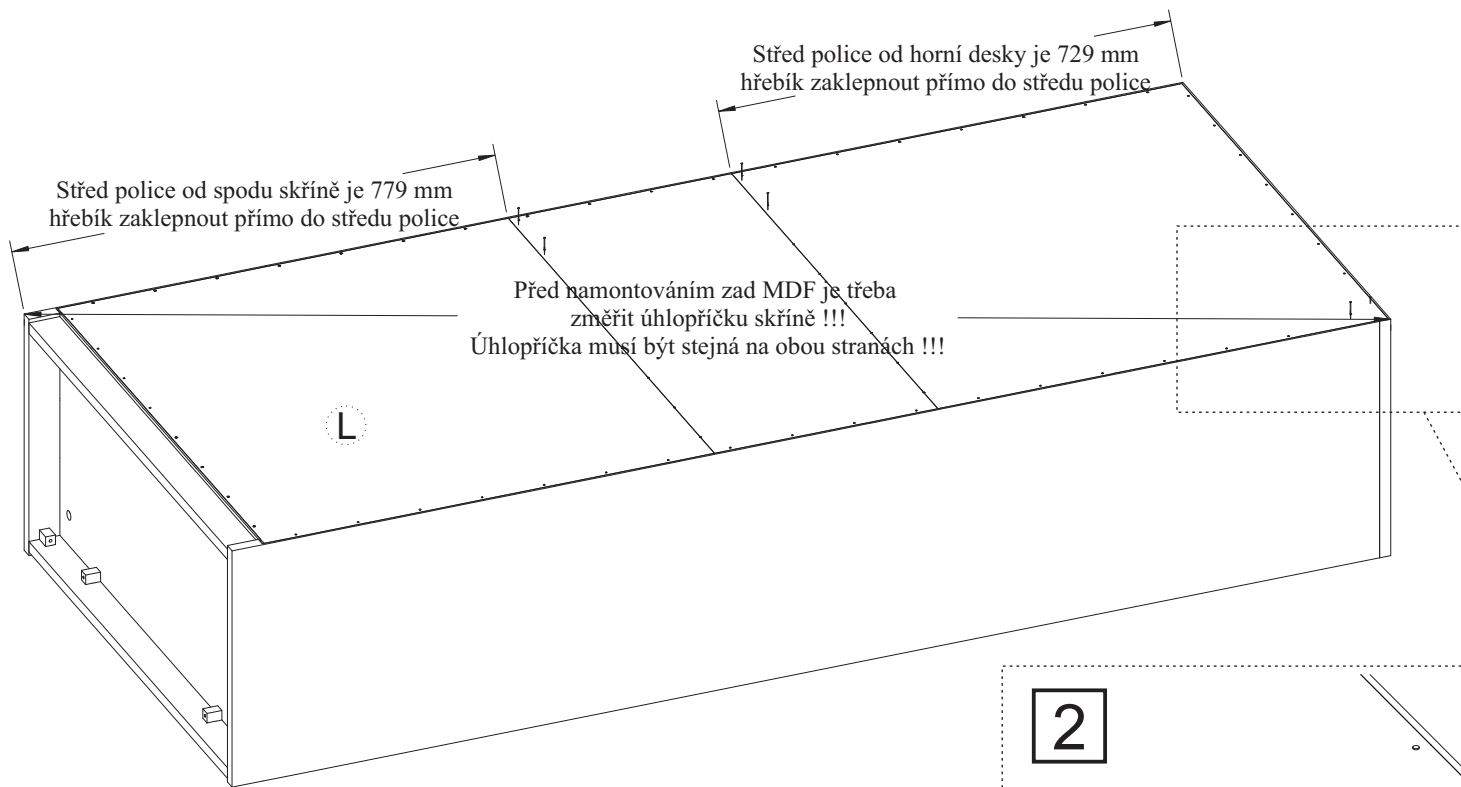 Střed police od horní desky je 729 mm
hřebík zaklepnout přímo do středu police
Střed police od spodu skříně je 779 mm
hřebík zaklepnout přímo do středu police
Před namontováním zad MDF je třeba
změřit úhlopříčku skříně !!!
Úhlopříčka musí být stejná na obou stranách !!!
L
2